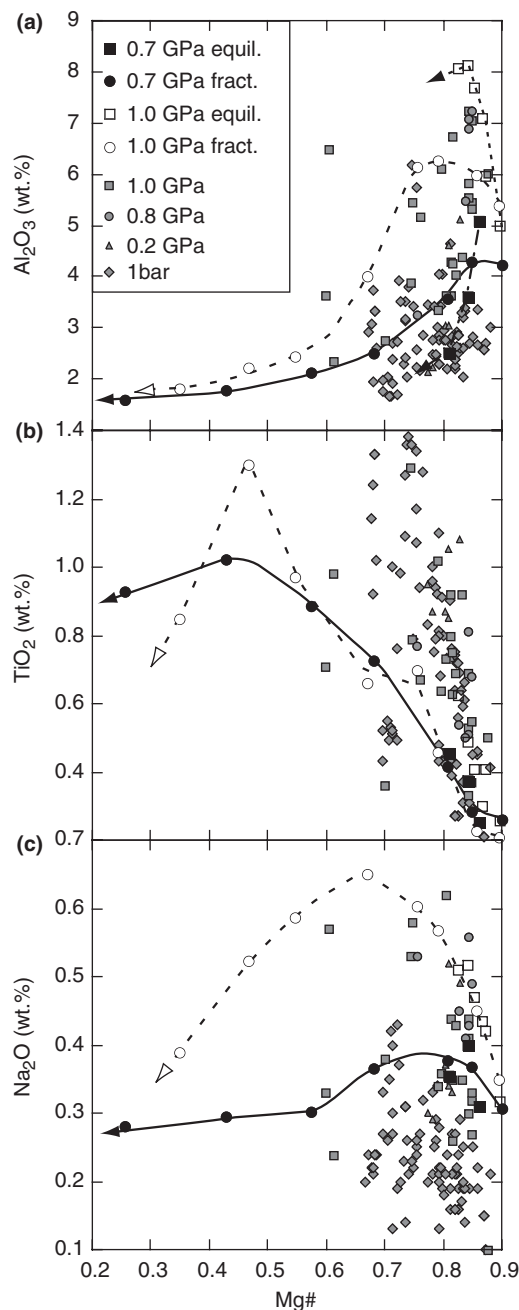 (a)
9
8
7
6
5
4
3
2
Al2O3 (wt.%)
0.7 GPa equil.
0.7 GPa fract.
1.0 GPa equil.
1.0 GPa fract.
1.0 GPa
0.8 GPa
0.2 GPa
1bar
(b)
1.4
1.2
1.0
0.8
0.6
0.4
TiO2 (wt.%)
0.7
(c)
0.6
0.5
0.4
0.3
0.2
0.1
Na2O (wt.%)
0.2 0.3 0.4 0.5 0.6 0.7 0.8 0.9
Mg#